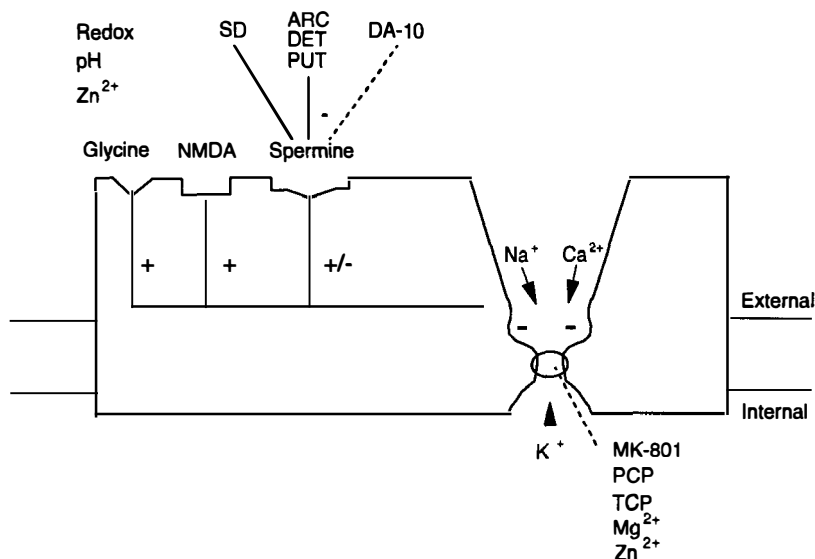 Redox
pH
Zn²⁺
SD
ARC
DET
PUT
DA-10
-
Glycine NMDA Spermine
+ + +/-
Na⁺ Ca²⁺
External
- -
Internal
K⁺
MK-801
PCP
TCP
Mg²⁺
Zn²⁺